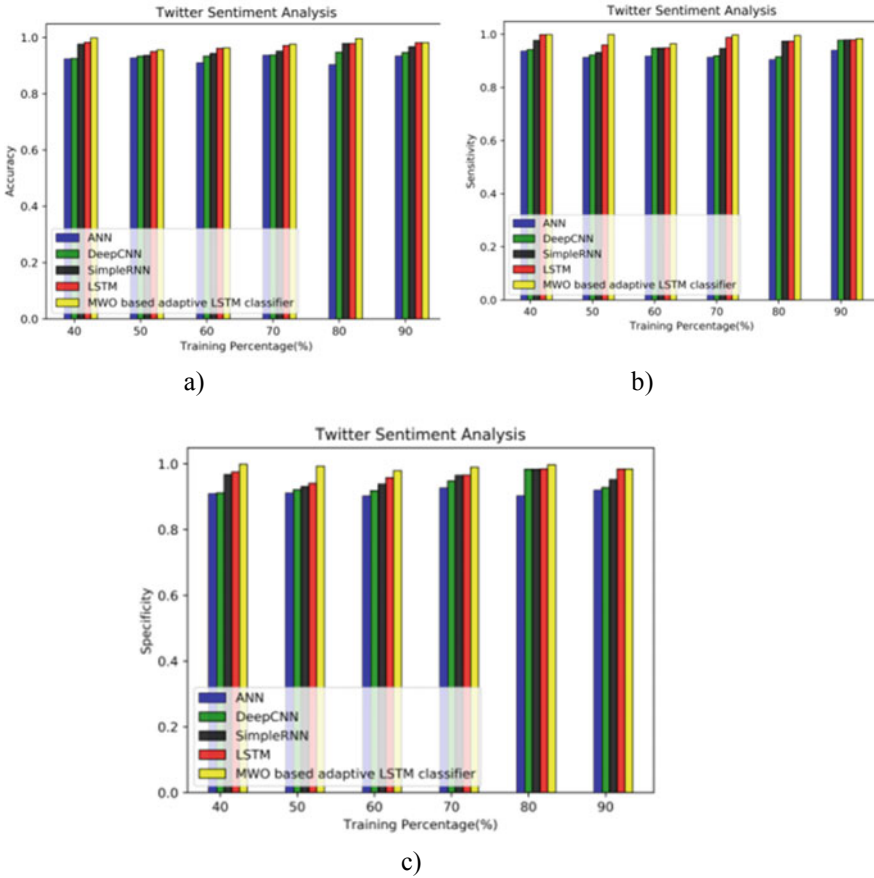 Twitter Sentiment Analysis
Accuracy
1.0
0.8
0.6
0.4
0.2
0.0
ANN
DeepCNN
SimpleRNN
LSTM
MWO based adaptive LSTM classifier
40 50 60 70 80 90
Training Percentage(%)
a)
Twitter Sentiment Analysis
Sensitivity
1.0
0.8
0.6
0.4
0.2
0.0
ANN
DeepCNN
SimpleRNN
LSTM
MWO based adaptive LSTM classifier
40 50 60 70 80 90
Training Percentage(%)
b)
Twitter Sentiment Analysis
Specificity
1.0
0.8
0.6
0.4
0.2
0.0
ANN
DeepCNN
SimpleRNN
LSTM
MWO based adaptive LSTM classifier
40 50 60 70 80 90
Training Percentage(%)
c)